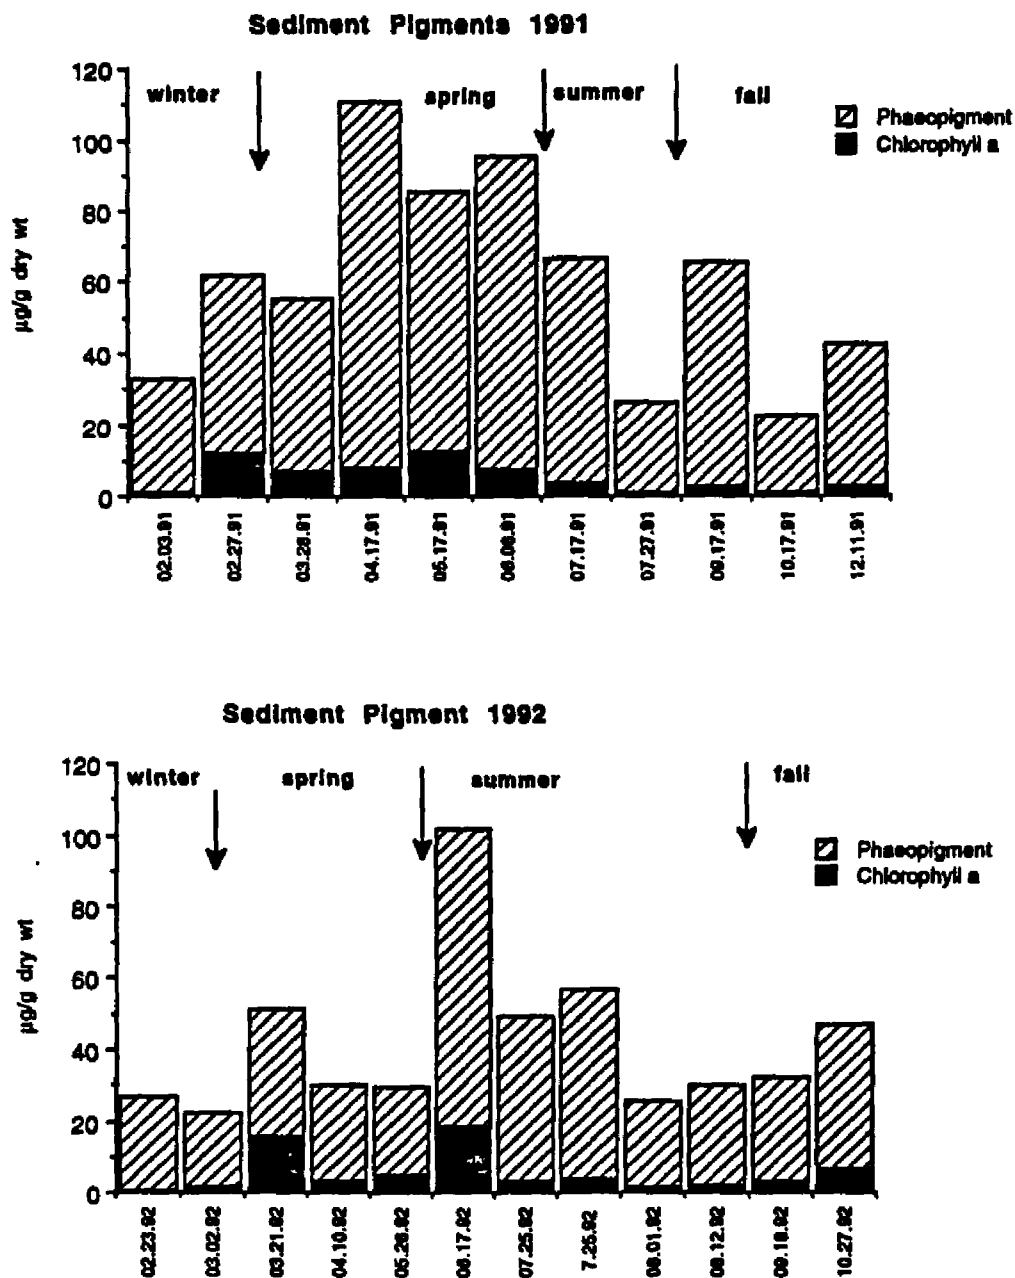 Sediment Pigments 1991
120
winter
spring
summer
fall
Phaeopigment
Chlorophyll a
100
80
60
40
20
0
µg/g dry wt
02.03.91
02.27.91
03.28.91
04.17.91
05.17.91
07.17.91
07.27.91
09.17.91
10.17.91
12.11.91
Sediment Pigment 1992
120
winter
spring
summer
fall
Phaeopigment
Chlorophyll a
100
80
60
40
20
0
µg/g dry wt
02.23.92
03.02.92
03.21.92
04.10.92
05.26.92
06.17.92
07.25.92
7.25.92
10.27.92